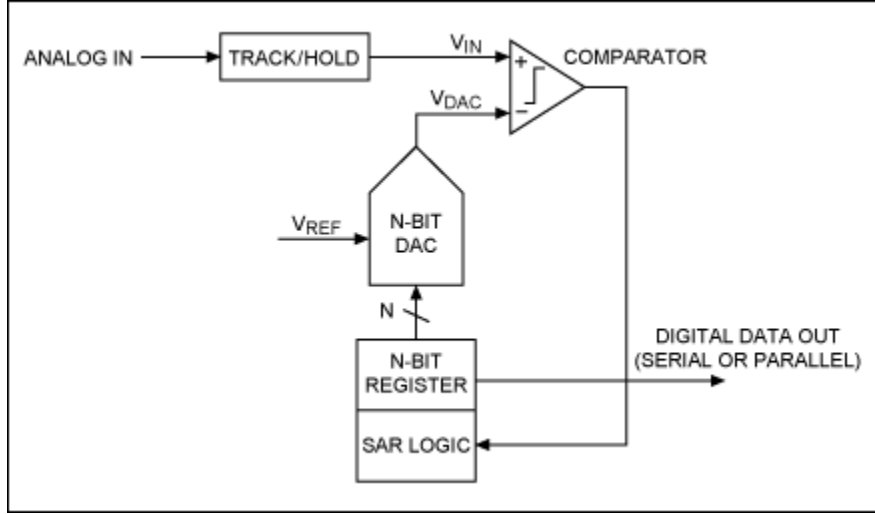 ANALOG IN
TRACK/HOLD
VIN
COMPARATOR
+
VDAC
−
VREF
N-BIT
DAC
N
N-BIT
REGISTER
DIGITAL DATA OUT
(SERIAL OR PARALLEL)
SAR LOGIC